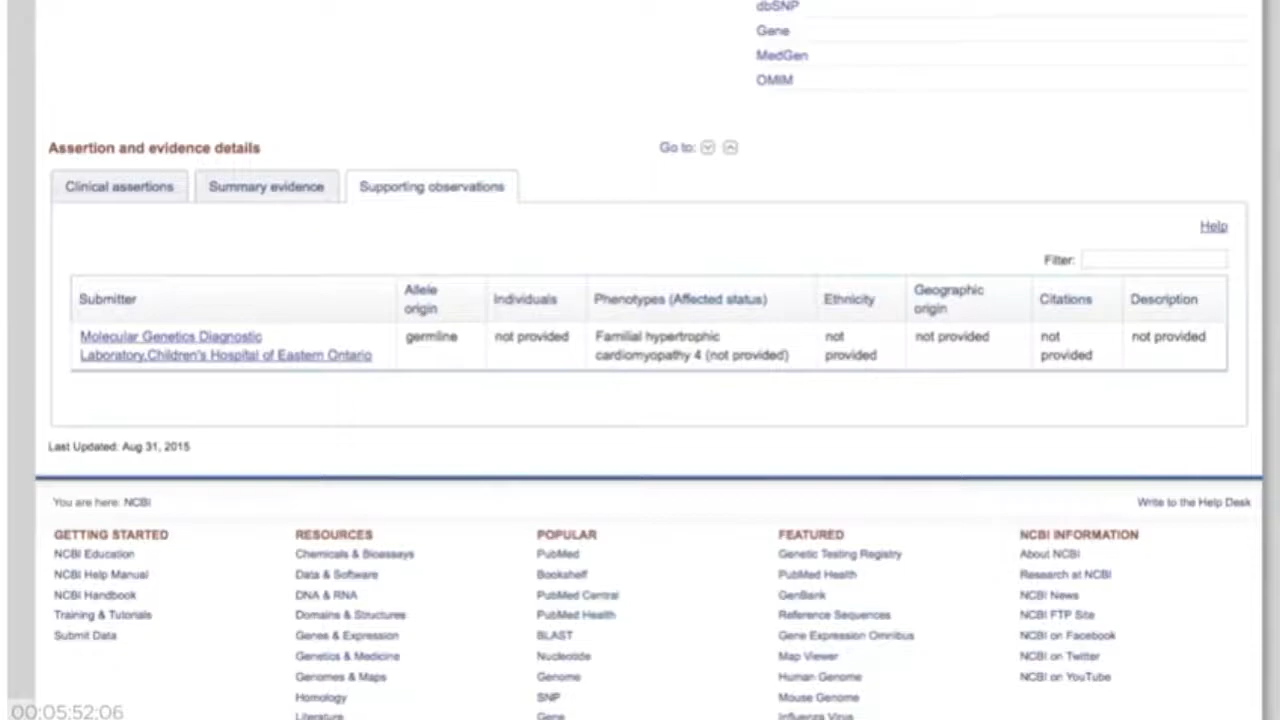 dbSNP
Gene
MedGen
OMIM
Assertion and evidence details
Go to:
Clinical assertions
Summary evidence
Supporting observations
Help
Filter:
Submitter
Allele origin
Individuals
Phenotypes (Affected status)
Ethnicity
Geographic origin
Citations
Description
Molecular Genetics Diagnostic
Laboratory,Children's Hospital of Eastern Ontario
germline
not provided
Familial hypertrophic
cardiomyopathy 4 (not provided)
not
provided
not provided
not
provided
not provided
Last Updated: Aug 31, 2015
You are here: NCBI
Write to the Help Desk
GETTING STARTED
NCBI Education
NCBI Help Manual
NCBI Handbook
Training & Tutorials
Submit Data
RESOURCES
Chemicals & Bioassays
Data & Software
DNA & RNA
Domains & Structures
Genes & Expression
Genetics & Medicine
Genomes & Maps
Homology
Literature
POPULAR
PubMed
Bookshelf
PubMed Central
PubMed Health
BLAST
Nucleotide
Genome
SNP
Gene
FEATURED
Genetic Testing Registry
PubMed Health
GenBank
Reference Sequences
Gene Expression Omnibus
Map Viewer
Human Genome
Mouse Genome
Influenza Virus
NCBI INFORMATION
About NCBI
Research at NCBI
NCBI News
NCBI FTP Site
NCBI on Facebook
NCBI on Twitter
NCBI on YouTube
00:05:52:06